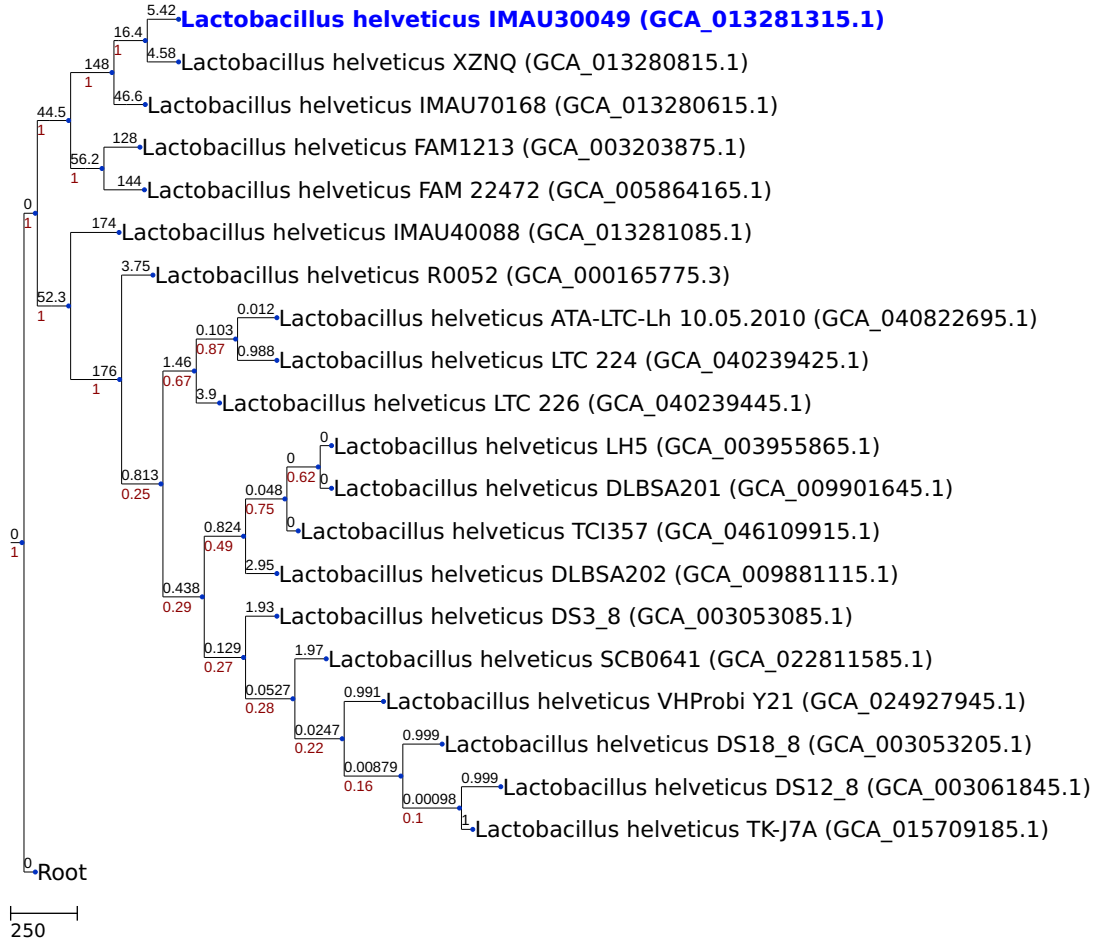 5.42
Lactobacillus helveticus IMAU30049 (GCA_013281315.1)
16.4
1
4.58
Lactobacillus helveticus XZNQ (GCA_013280815.1)
148
1
46.6
Lactobacillus helveticus IMAU70168 (GCA_013280615.1)
44.5
1
128
Lactobacillus helveticus FAM1213 (GCA_003203875.1)
56.2
1
144
Lactobacillus helveticus FAM 22472 (GCA_005864165.1)
0
1
174
Lactobacillus helveticus IMAU40088 (GCA_013281085.1)
3.75
Lactobacillus helveticus R0052 (GCA_000165775.3)
52.3
1
0.012
Lactobacillus helveticus ATA-LTC-Lh 10.05.2010 (GCA_040822695.1)
0.103
0.87
0.988
Lactobacillus helveticus LTC 224 (GCA_040239425.1)
1.46
0.67
176
1
3.9
Lactobacillus helveticus LTC 226 (GCA_040239445.1)
0
Lactobacillus helveticus LH5 (GCA_003955865.1)
0
0.62
0
Lactobacillus helveticus DLBSA201 (GCA_009901645.1)
0.813
0.25
0.048
0.75
0
Lactobacillus helveticus TCI357 (GCA_046109915.1)
0.824
0.49
0
1
2.95
Lactobacillus helveticus DLBSA202 (GCA_009881115.1)
0.438
0.29
1.93
Lactobacillus helveticus DS3_8 (GCA_003053085.1)
0.129
0.27
1.97
Lactobacillus helveticus SCB0641 (GCA_022811585.1)
0.0527
0.28
0.991
Lactobacillus helveticus VHProbi Y21 (GCA_024927945.1)
0.0247
0.22
0.999
Lactobacillus helveticus DS18_8 (GCA_003053205.1)
0.00879
0.16
0.999
Lactobacillus helveticus DS12_8 (GCA_003061845.1)
0.00098
0.1
1
Lactobacillus helveticus TK-J7A (GCA_015709185.1)
0
Root
250